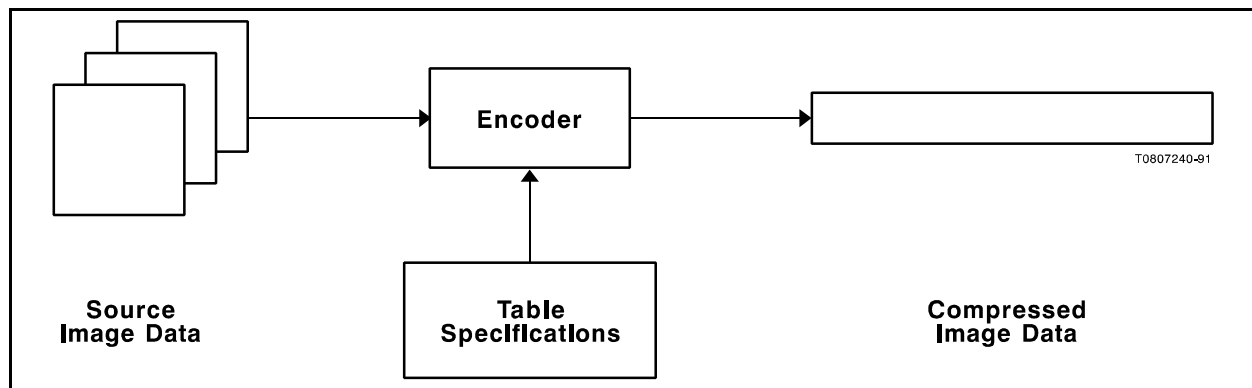 Encoder
T0807240-91
Source
Image Data
Table
Specifications
Compressed
Image Data